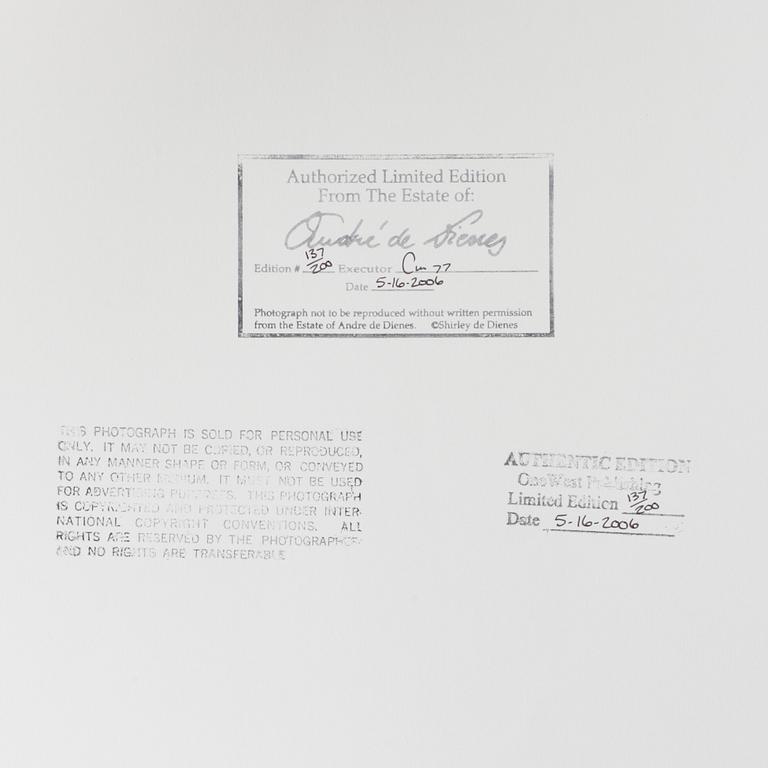 Authorized Limited Edition
From The Estate of:
André de Dienes
Edition # 137/200 Executor
Date 5-16-2006
Photograph not to be reproduced without written permission
from the Estate of Andre de Dienes. ©Shirley de Dienes
THIS PHOTOGRAPH IS SOLD FOR PERSONAL USE
ONLY. IT MAY NOT BE COPIED, OR REPRODUCED,
IN ANY MANNER SHAPE OR FORM, OR CONVEYED
TO ANY OTHER MEDIUM. IT MUST NOT BE USED
FOR ADVERTISING PURPOSES. THIS PHOTOGRAPH
IS COPYRIGHTED AND PROTECTED UNDER INTER-
NATIONAL COPYRIGHT CONVENTIONS. ALL
RIGHTS ARE RESERVED BY THE PHOTOGRAPHER
AND NO RIGHTS ARE TRANSFERABLE
AUTHENTIC EDITION
OneWest Publishing
Limited Edition 137/200
Date 5-16-2006